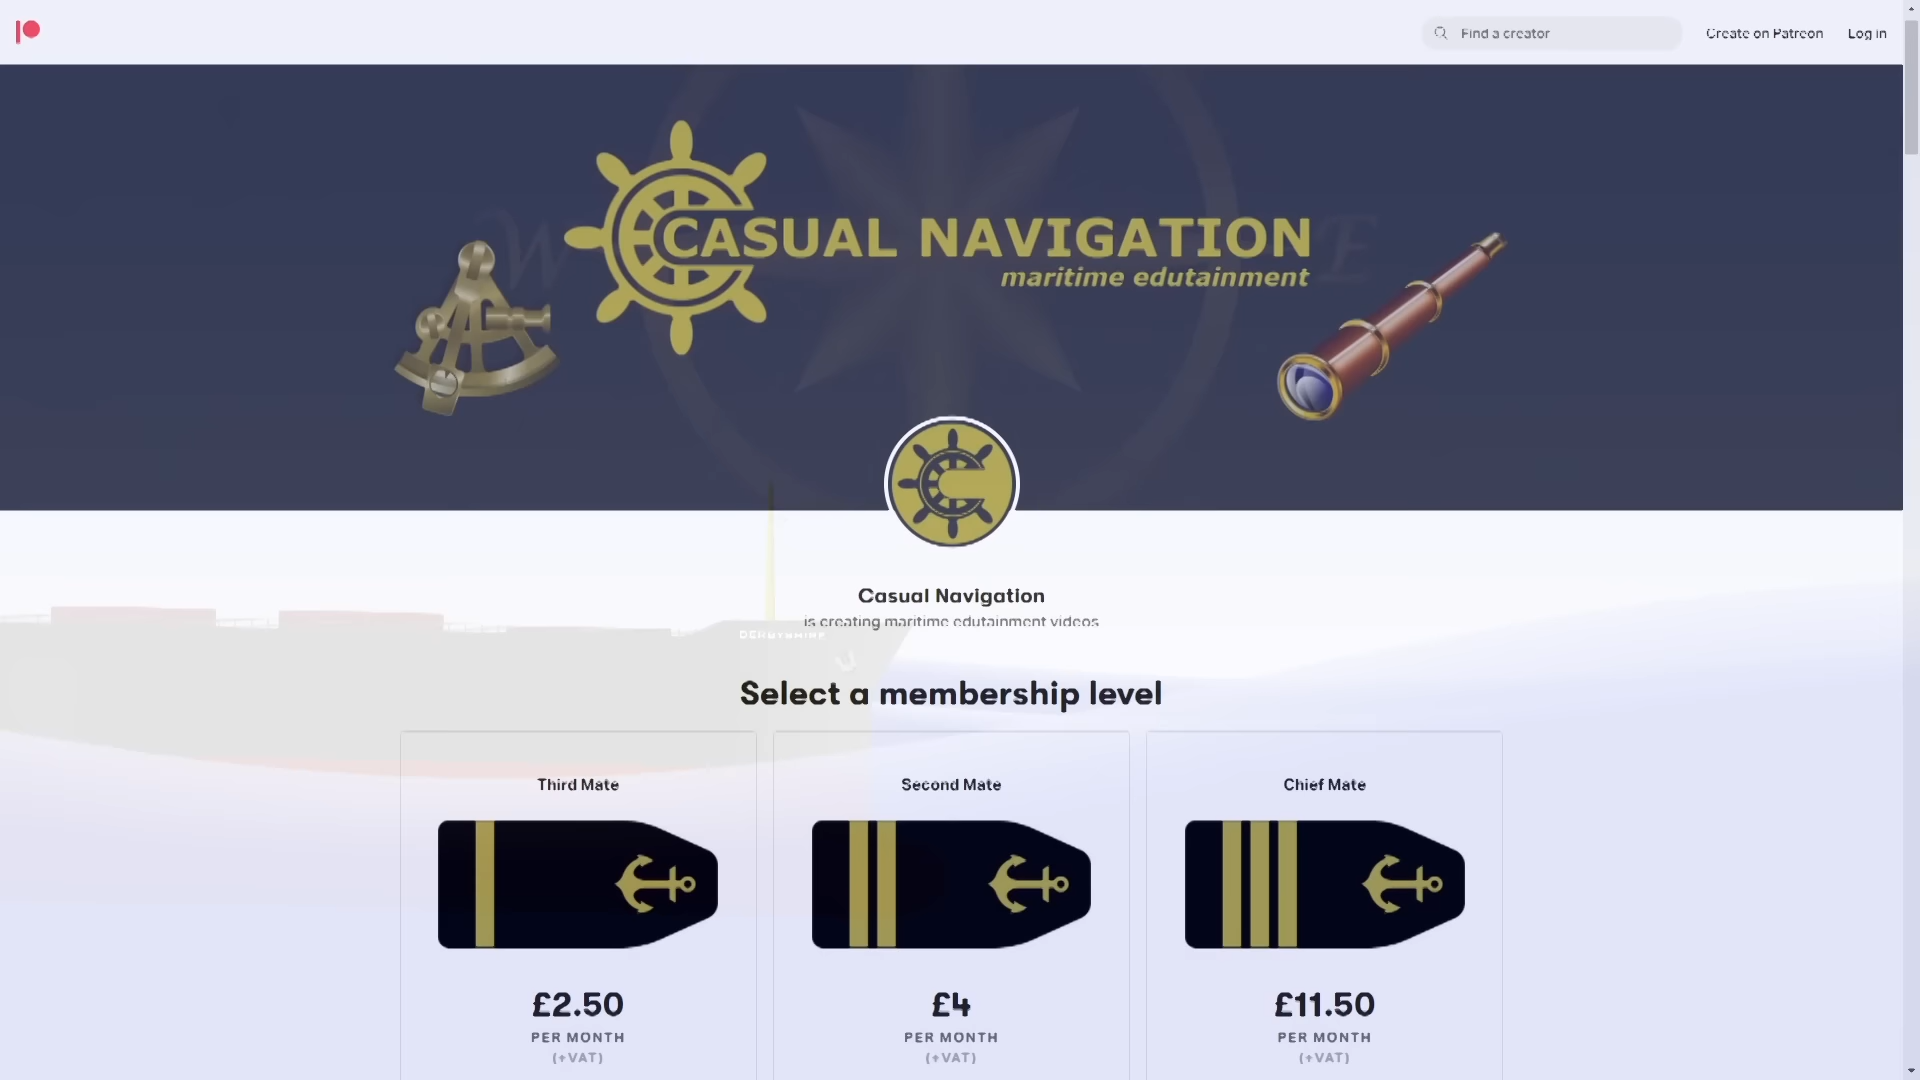 Find a creator
Create on Patreon
Log in
W
E
CASUAL NAVIGATION
maritime edutainment
Casual Navigation
is creating maritime edutainment videos
Select a membership level
Third Mate
Second Mate
Chief Mate
£2.50
PER MONTH
(+VAT)
£4
PER MONTH
(+VAT)
£11.50
PER MONTH
(+VAT)